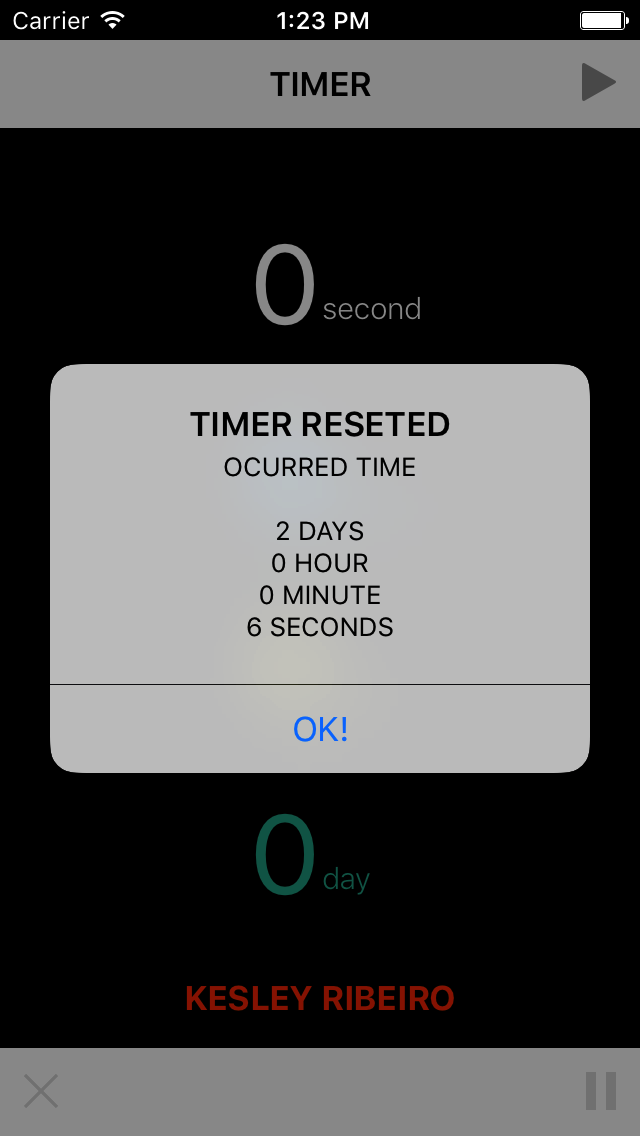 Carrier 1:23 PM
TIMER
0 second
TIMER RESETED
OCURRED TIME
2 DAYS
0 HOUR
0 MINUTE
6 SECONDS
OK!
0 day
KESLEY RIBEIRO